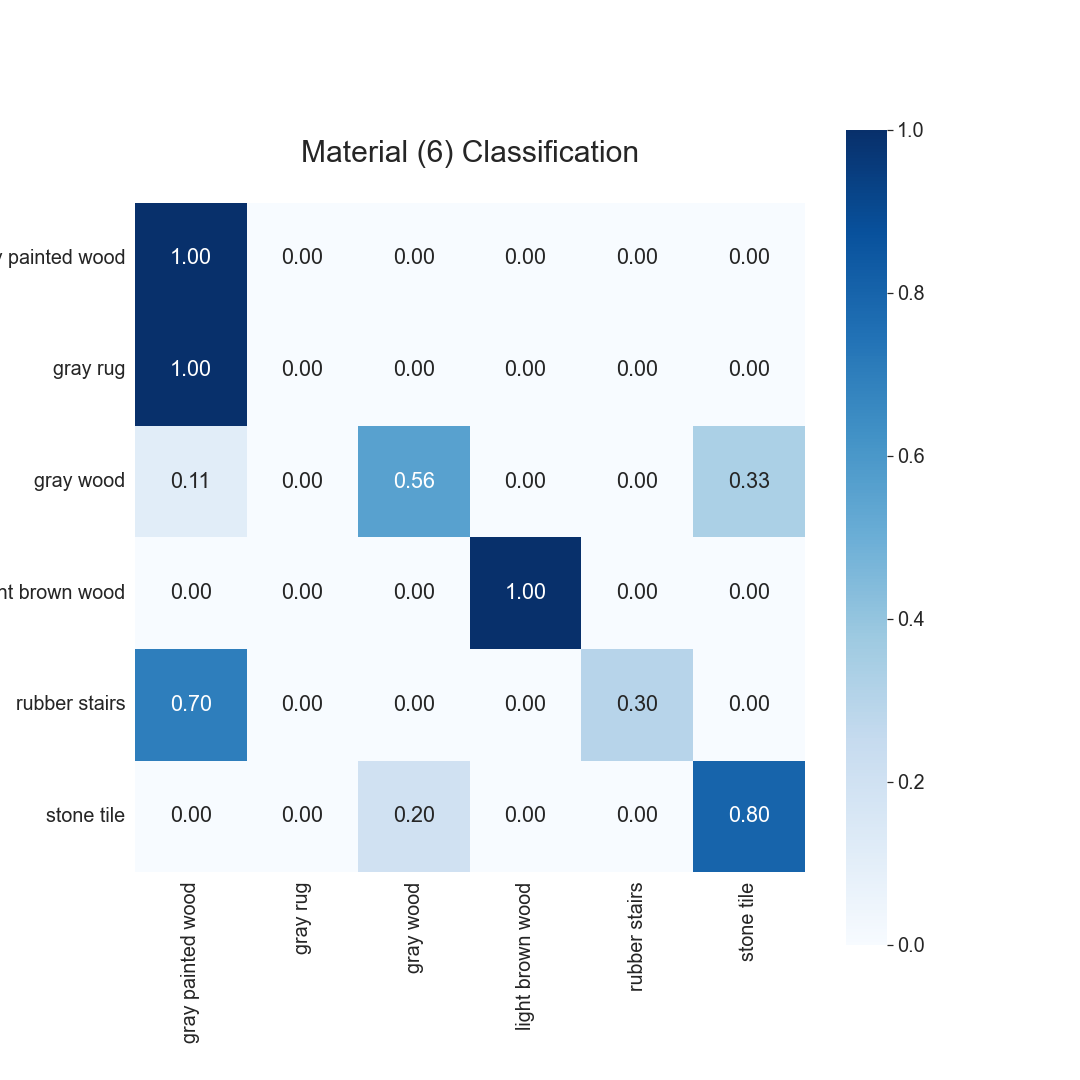 Material (6) Classification
painted wood 1.00 0.00 0.00 0.00 0.00 0.00
gray rug 1.00 0.00 0.00 0.00 0.00 0.00
gray wood 0.11 0.00 0.56 0.00 0.00 0.33
ht brown wood 0.00 0.00 0.00 1.00 0.00 0.00
rubber stairs 0.70 0.00 0.00 0.00 0.30 0.00
stone tile 0.00 0.00 0.20 0.00 0.00 0.80
gray painted wood
gray rug
gray wood
light brown wood
rubber stairs
stone tile
1.0
0.8
0.6
0.4
0.2
0.0